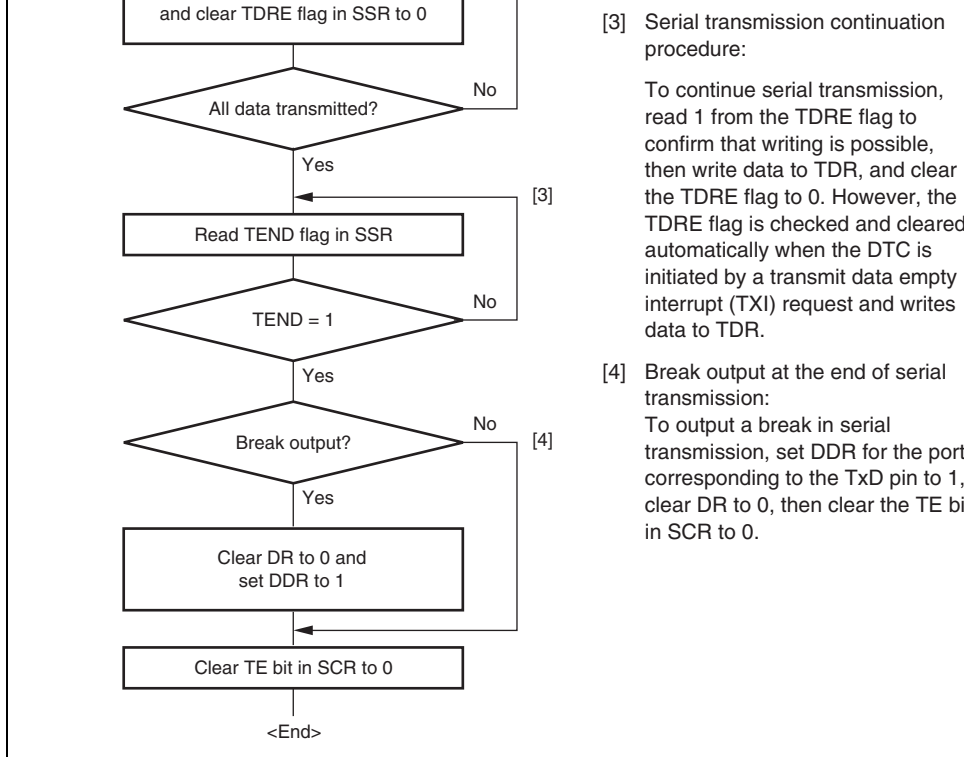 and clear TDRE flag in SSR to 0
All data transmitted?
No
Yes
[3]
Read TEND flag in SSR
TEND = 1
No
Yes
Break output?
No
[4]
Yes
Clear DR to 0 and
set DDR to 1
Clear TE bit in SCR to 0
<End>
[3] Serial transmission continuation
procedure:
To continue serial transmission,
read 1 from the TDRE flag to
confirm that writing is possible,
then write data to TDR, and clear
the TDRE flag to 0. However, the
TDRE flag is checked and cleared
automatically when the DTC is
initiated by a transmit data empty
interrupt (TXI) request and writes
data to TDR.
[4] Break output at the end of serial
transmission:
To output a break in serial
transmission, set DDR for the port
corresponding to the TxD pin to 1,
clear DR to 0, then clear the TE bi
in SCR to 0.